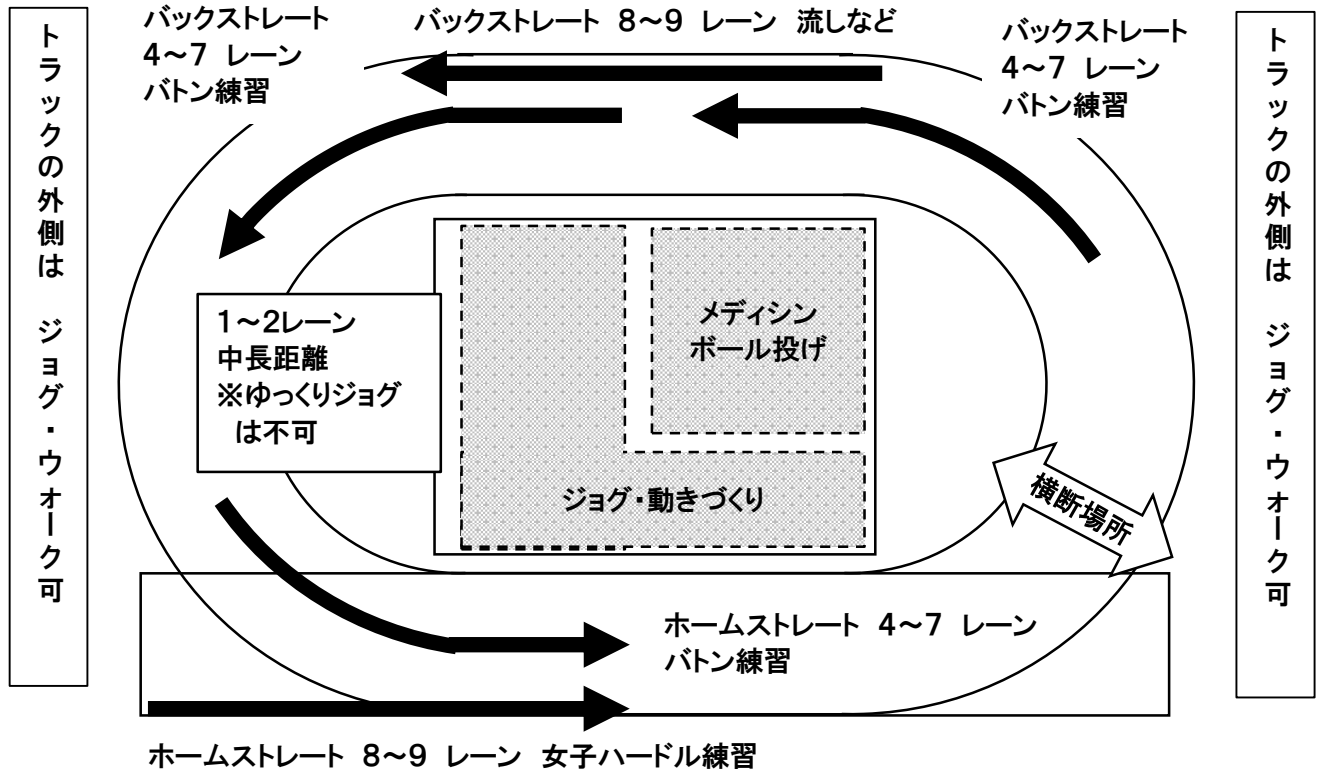 トラックの外側は ジョグ・ウオーク可
バックストレート
4～7 レーン
バトン練習
バックストレート 8～9 レーン 流しなど
バックストレート
4～7 レーン
バトン練習
トラックの外側は ジョグ・ウオーク可
1～2レーン
中長距離
※ゆっくりジョグ
は不可
メディシン
ボール投げ
ジョグ・動きづくり
横断場所
ホームストレート 4～7 レーン
バトン練習
ホームストレート 8～9 レーン 女子ハードル練習